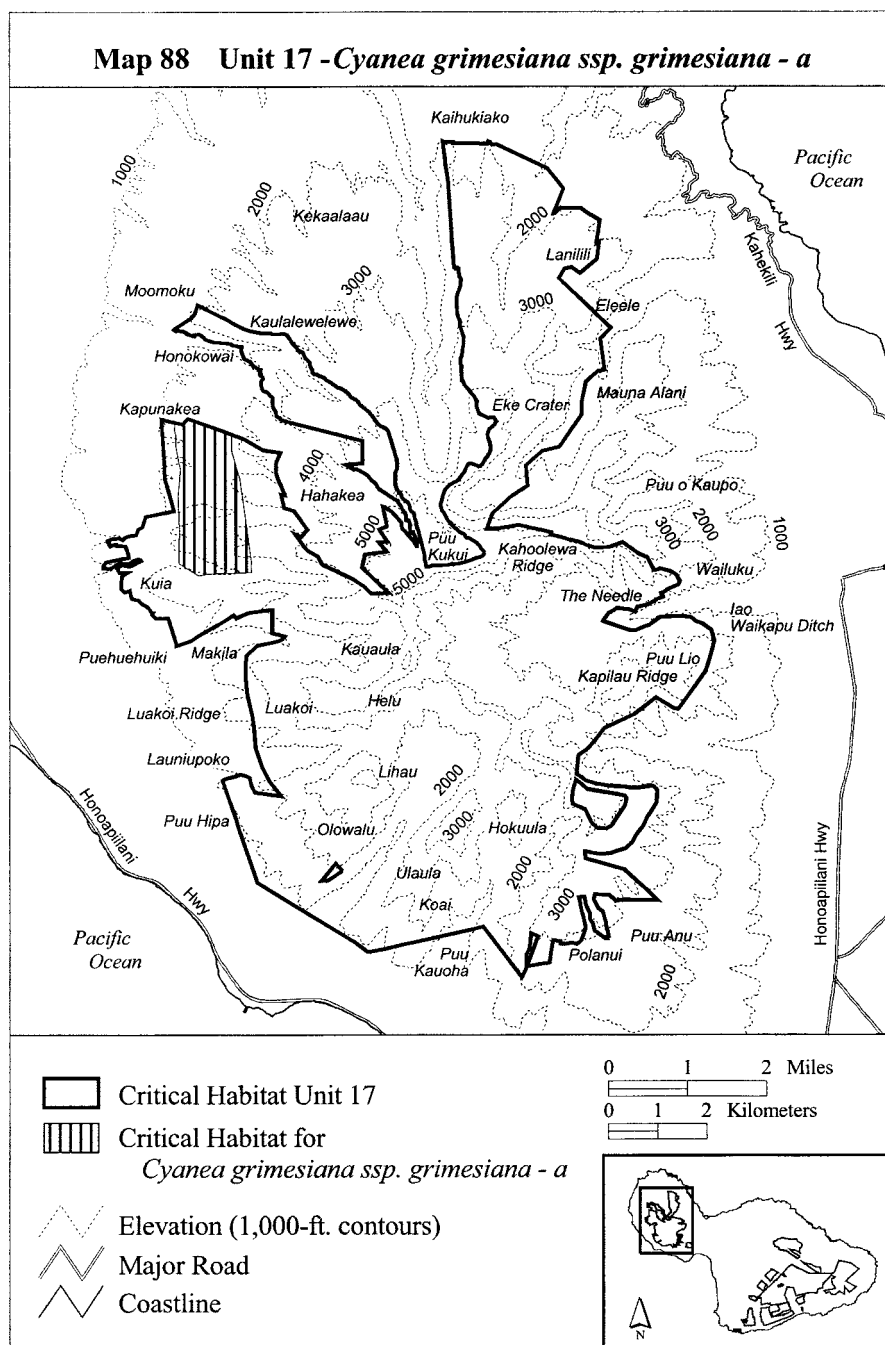 Map 88 Unit 17 - Cyanea grimesiana ssp. grimesiana - a
Kaihukiako
Pacific
Ocean
1000
2000
Kekaalaau
2000
Lanilili
Kahekili
Hwy
3000
3000
Eleele
Moomoku
Kaulalewelewe
Honokowai
Kapunakea
Eke Crater
Mauna Alani
4000
Hahakea
5000
Puu
Kukui
5000
Kahoolewa
Ridge
Puu o Kaupo
3000
2000
1000
Wailuku
The Needle
Iao
Waikapu Ditch
Kuia
Puehuehuiki
Makila
Kauaula
Puu Lio
Kapilau Ridge
Luakoi Ridge
Luakoi
Helu
Launiupoko
Lihau
2000
Puu Hipa
Olowalu
3000
Hokuula
Honoapiilani
Hwy
Ulaula
2000
Koai
3000
Honoapiilani Hwy
Pacific
Ocean
Puu
Kauoha
Polanui
Puu Anu
2000
Critical Habitat Unit 17
Critical Habitat for
Cyanea grimesiana ssp. grimesiana - a
Elevation (1,000-ft. contours)
Major Road
Coastline
0 1 2 Miles
0 1 2 Kilometers
N